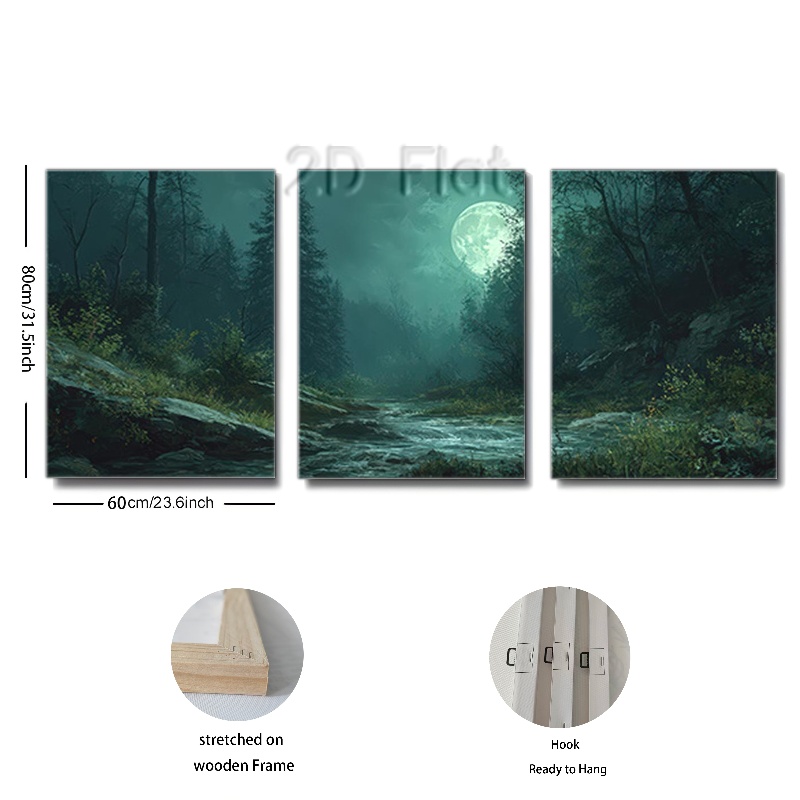 2D Flat
80cm/31.5inch
60cm/23.6inch
stretched on
wooden Frame
Hook
Ready to Hang